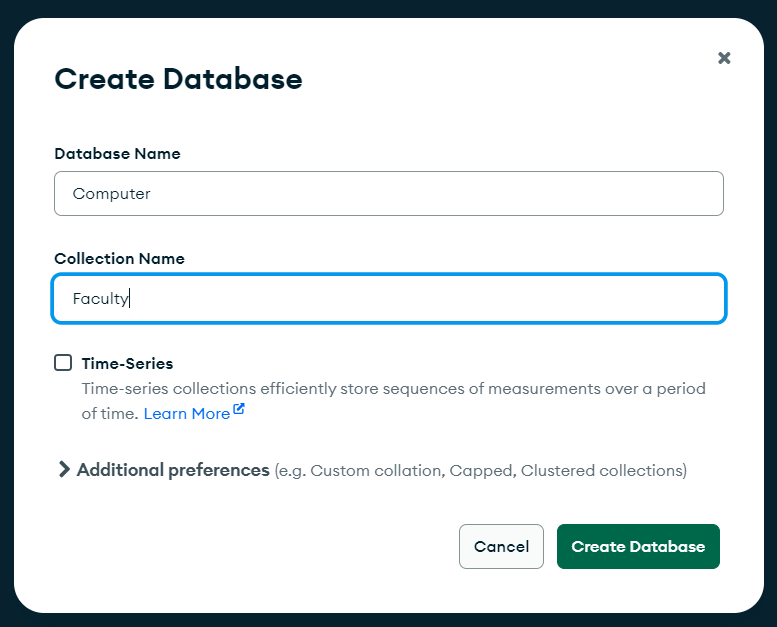 Create Database
Database Name
Computer
Collection Name
Faculty
Time-Series
Time-series collections efficiently store sequences of measurements over a period
of time. Learn More
Additional preferences (e.g. Custom collation, Capped, Clustered collections)
Cancel Create Database